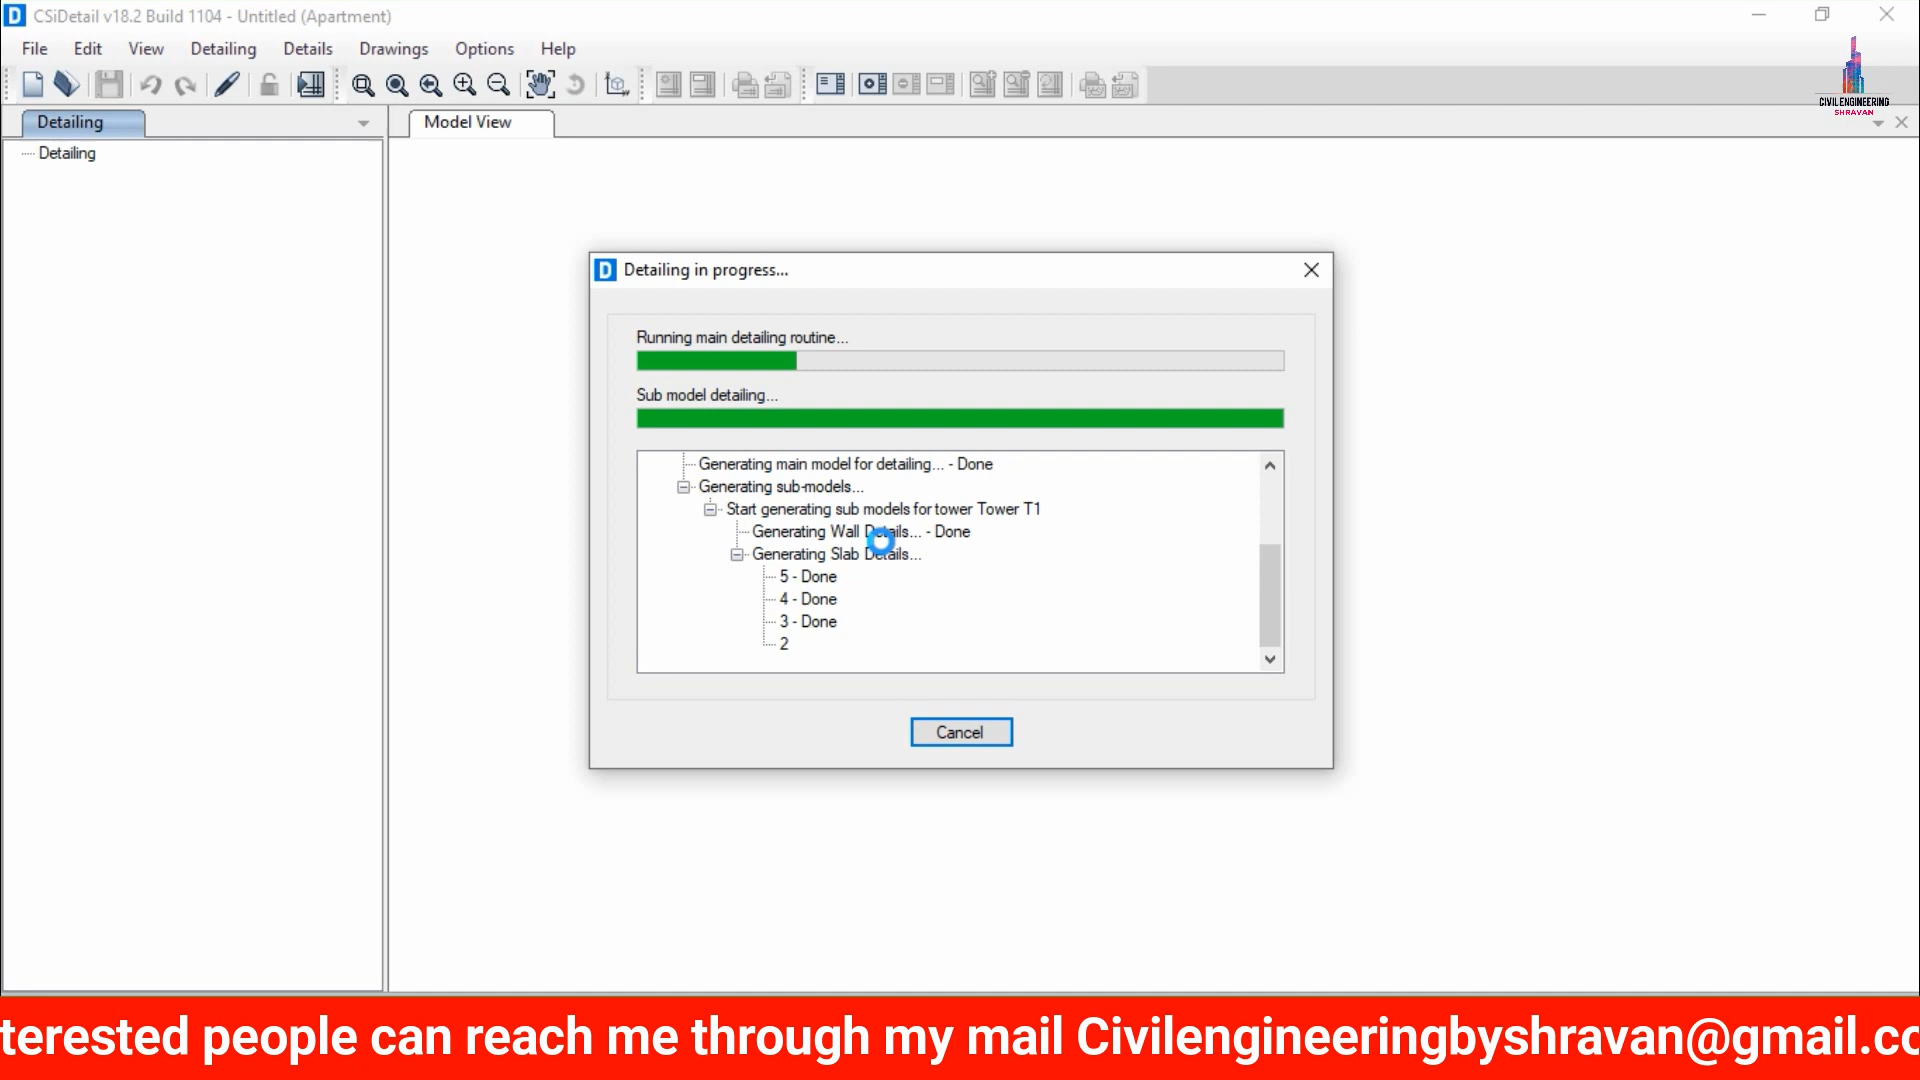 CSiDetail v18.2 Build 1104 - Untitled (Apartment)
File Edit View Detailing Details Drawings Options Help
CIVILENGINEERING
SHRAVAN
Detailing
Model View
Detailing
Detailing in progress...
Running main detailing routine...
Sub model detailing...
Generating main model for detailing... - Done
Generating sub-models...
Start generating sub models for tower Tower T1
Generating Wall Details... - Done
Generating Slab Details...
5 - Done
4 - Done
3 - Done
2
Cancel
terested people can reach me through my mail Civilengineeringbyshravan@gmail.co